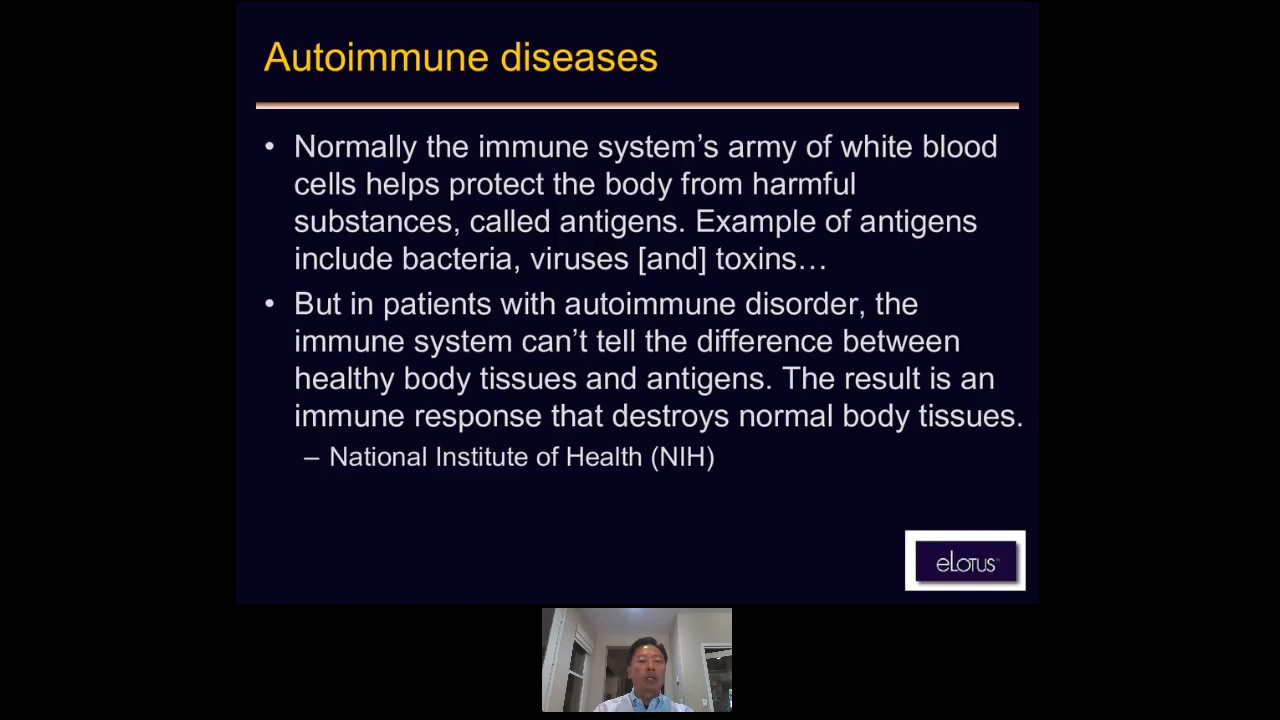 Autoimmune diseases
• Normally the immune system’s army of white blood
cells helps protect the body from harmful
substances, called antigens. Example of antigens
include bacteria, viruses [and] toxins…
• But in patients with autoimmune disorder, the
immune system can’t tell the difference between
healthy body tissues and antigens. The result is an
immune response that destroys normal body tissues.
– National Institute of Health (NIH)
eLotus™